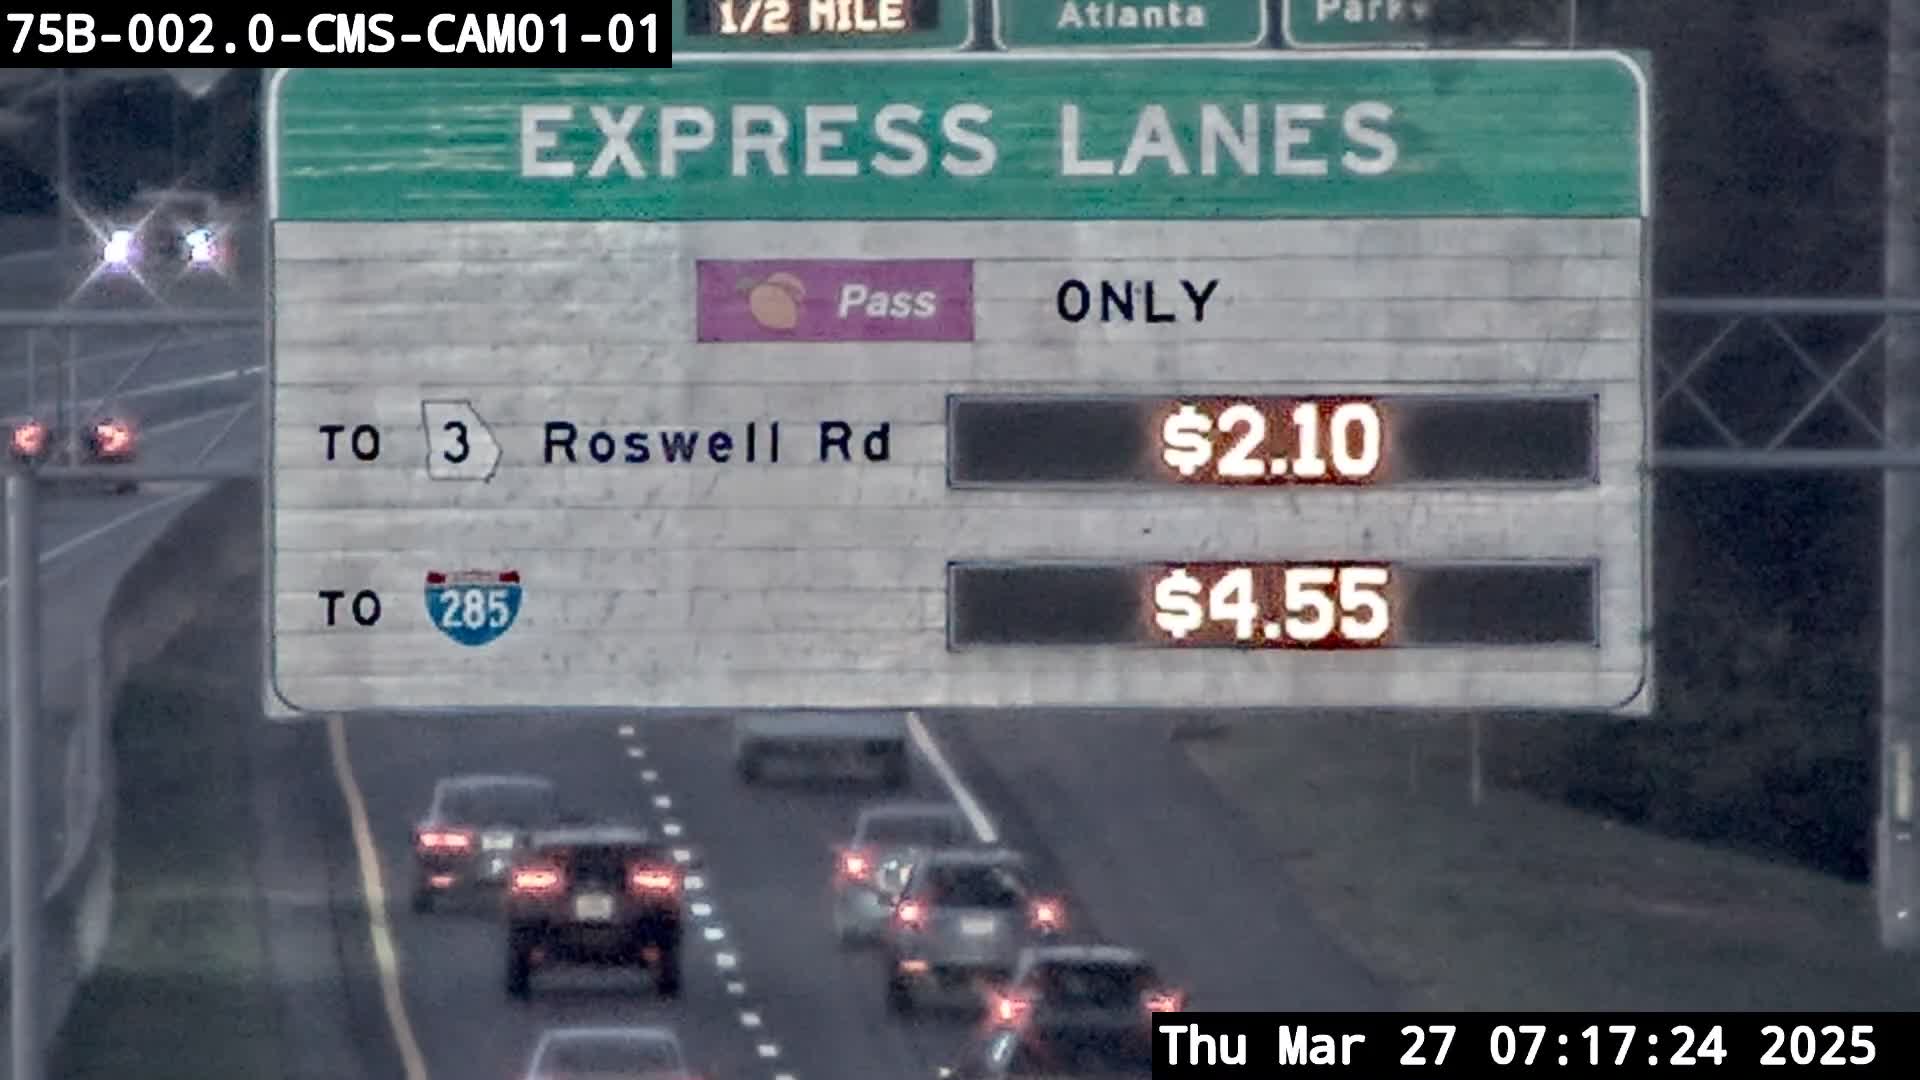 75B-002.0-CMS-CAM01-01
1/2 MILE
Atlanta
EXPRESS LANES
Pass ONLY
TO 3 Roswell Rd $2.10
TO 285 $4.55
Thu Mar 27 07:17:24 2025